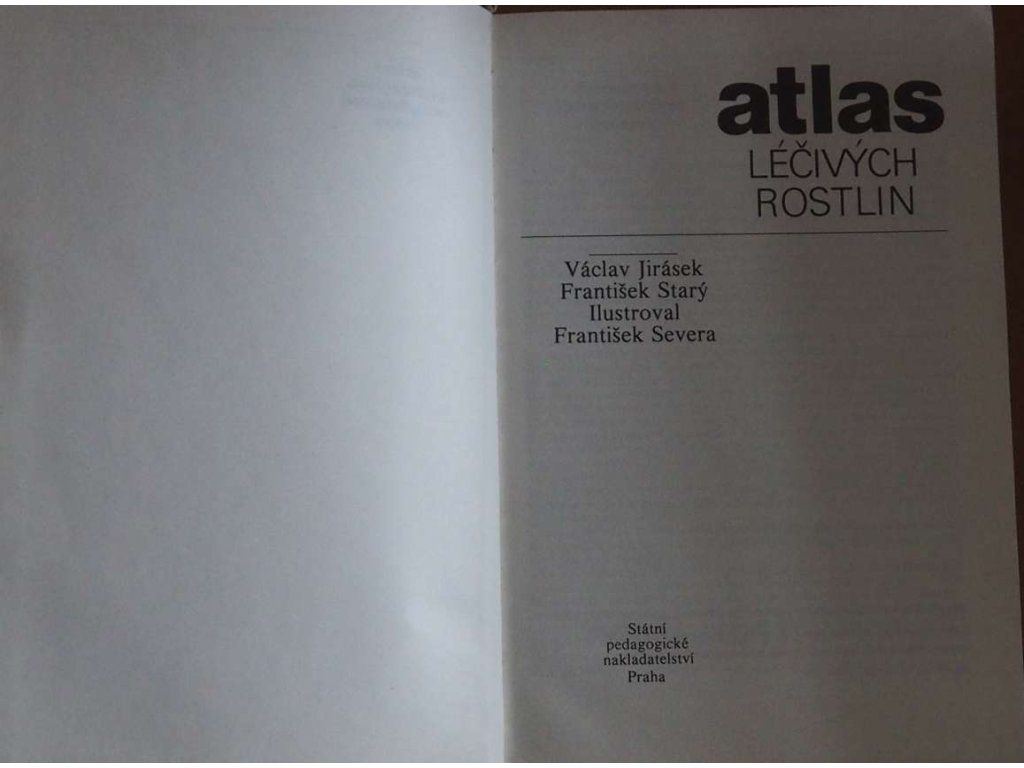 atlas
LÉČIVÝCH
ROSTLIN
Václav Jirásek
František Starý
Ilustroval
František Severa
Státní
pedagogické
nakladatelství
Praha